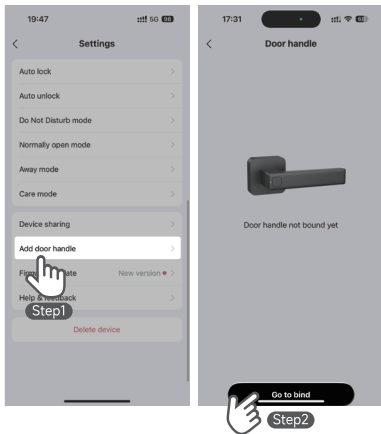 19:47
5G 98
Settings
Auto lock
Auto unlock
Do Not Disturb mode
Normally open mode
Away mode
Care mode
Device sharing
Add door handle
New version
Help & feedback
Step1
Delete device
17:31
Door handle
Door handle not bound yet
Go to bind
Step2